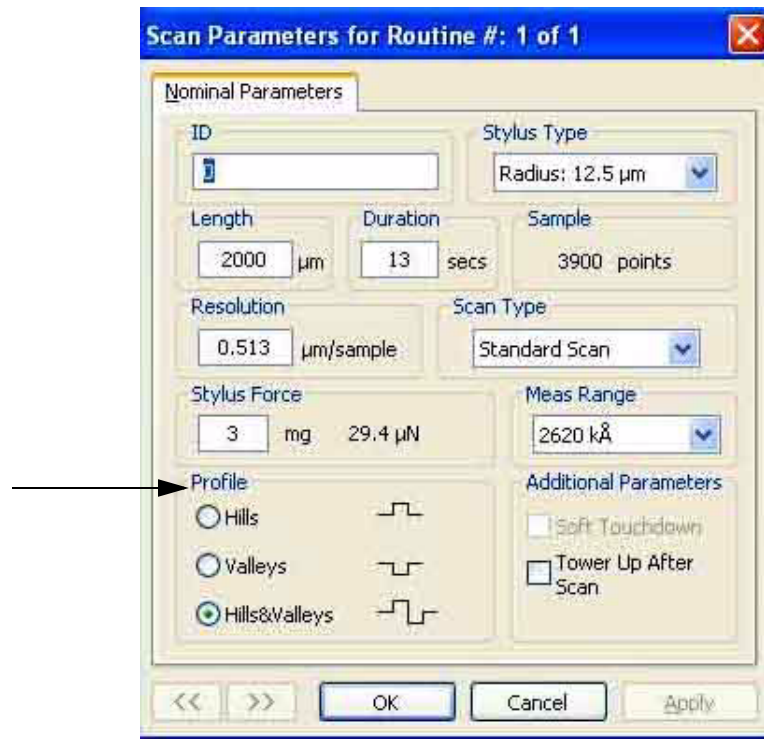 Scan Parameters for Routine #: 1 of 1
Nominal Parameters
ID
Stylus Type
Radius: 12.5 µm
Length
Duration
Sample
2000 µm
13 secs
3900 points
Resolution
Scan Type
0.513 µm/sample
Standard Scan
Stylus Force
Meas Range
3 mg 29.4 µN
2620 kÅ
Profile
Additional Parameters
Hills
Soft Touchdown
Valleys
Tower Up After
Scan
Hills&Valleys
<< >> OK Cancel Apply